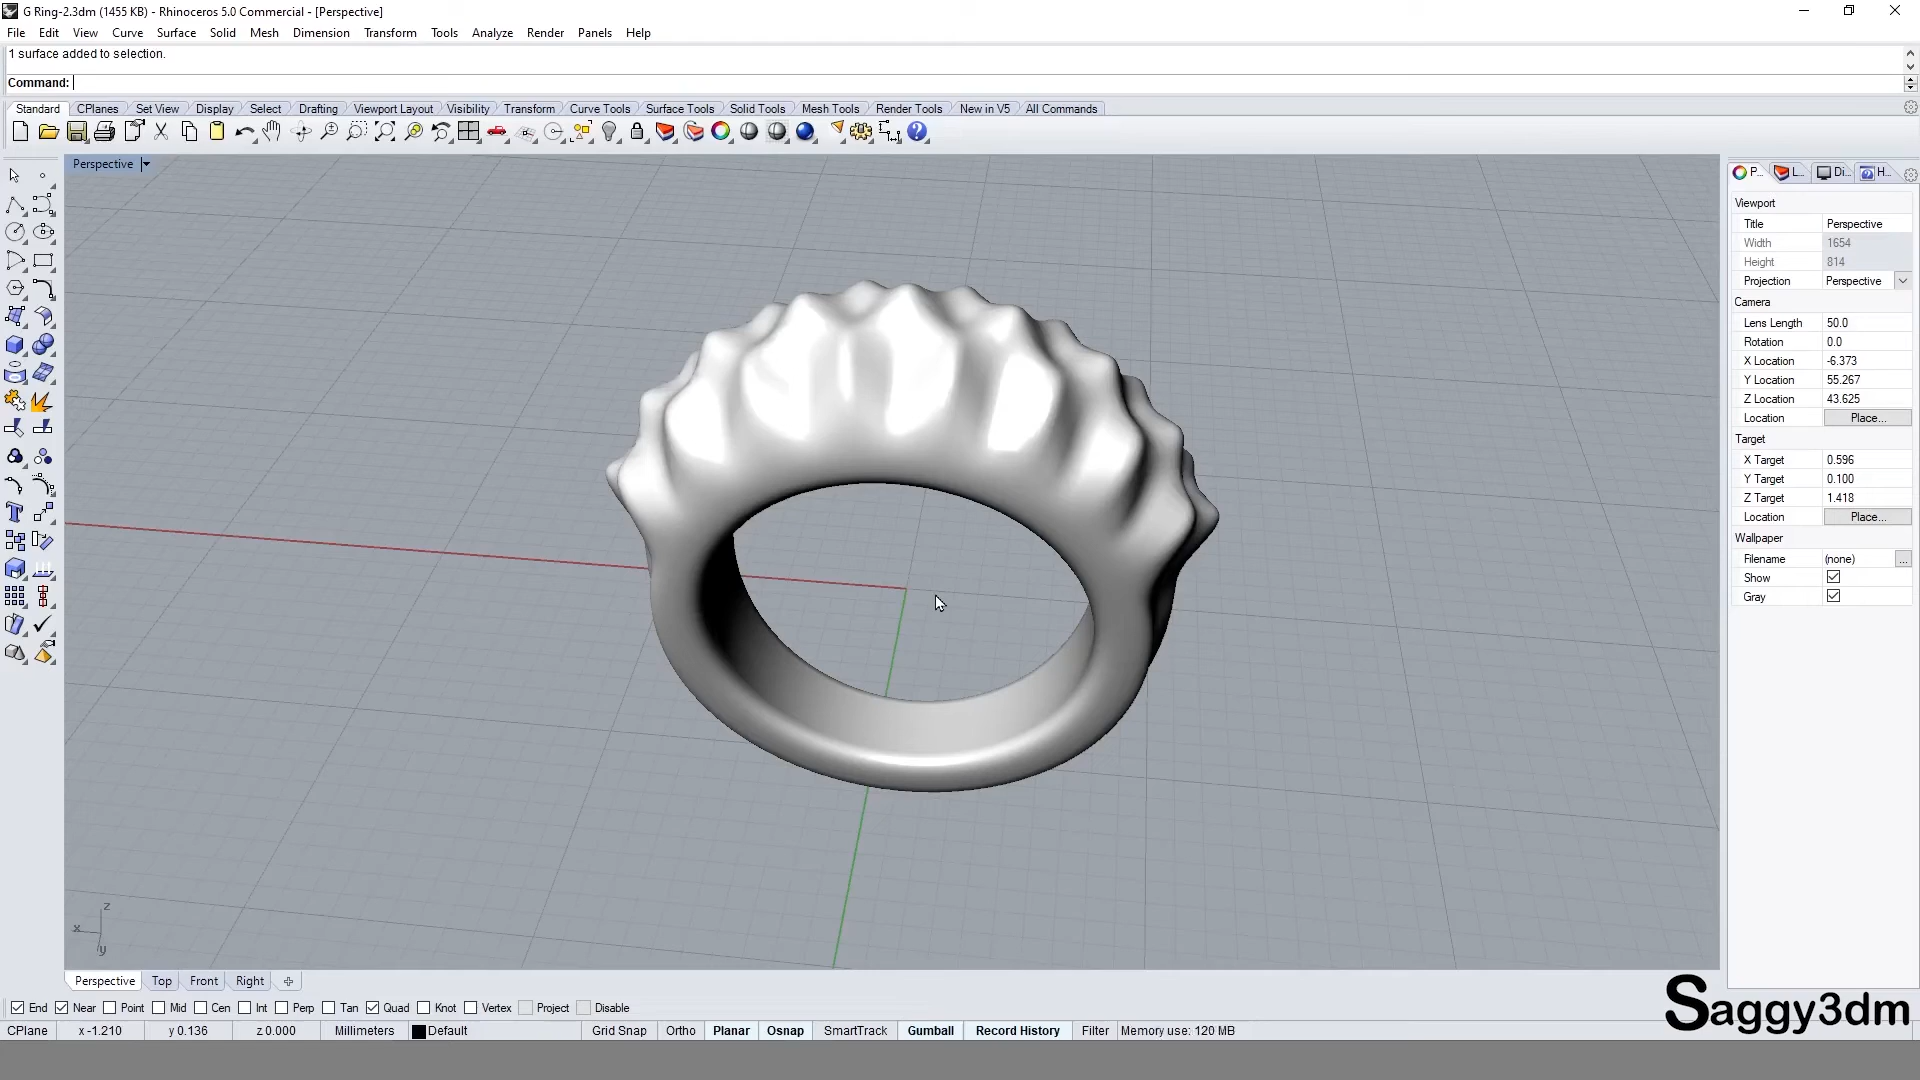 G Ring-2.3dm (1455 KB) - Rhinoceros 5.0 Commercial - [Perspective]
File Edit View Curve Surface Solid Mesh Dimension Transform Tools Analyze Render Panels Help
1 surface added to selection.
Command:
Standard CPlanes Set View Display Select Drafting Viewport Layout Visibility Transform Curve Tools Surface Tools Solid Tools Mesh Tools Render Tools New in V5 All Commands
Perspective
P... L... Di... H...
Viewport
Title Perspective
Width 1654
Height 814
Projection Perspective
Camera
Lens Length 50.0
Rotation 0.0
X Location -6.373
Y Location 55.267
Z Location 43.625
Location Place...
Target
X Target 0.596
Y Target 0.100
Z Target 1.418
Location Place...
Wallpaper
Filename (none) ...
Show
Gray
z
x
y
Perspective Top Front Right
Saggy3dm
End Near Point Mid Cen Int Perp Tan Quad Knot Vertex Project Disable
CPlane x -1.210 y 0.136 z 0.000 Millimeters Default Grid Snap Ortho Planar Osnap SmartTrack Gumball Record History Filter Memory use: 120 MB